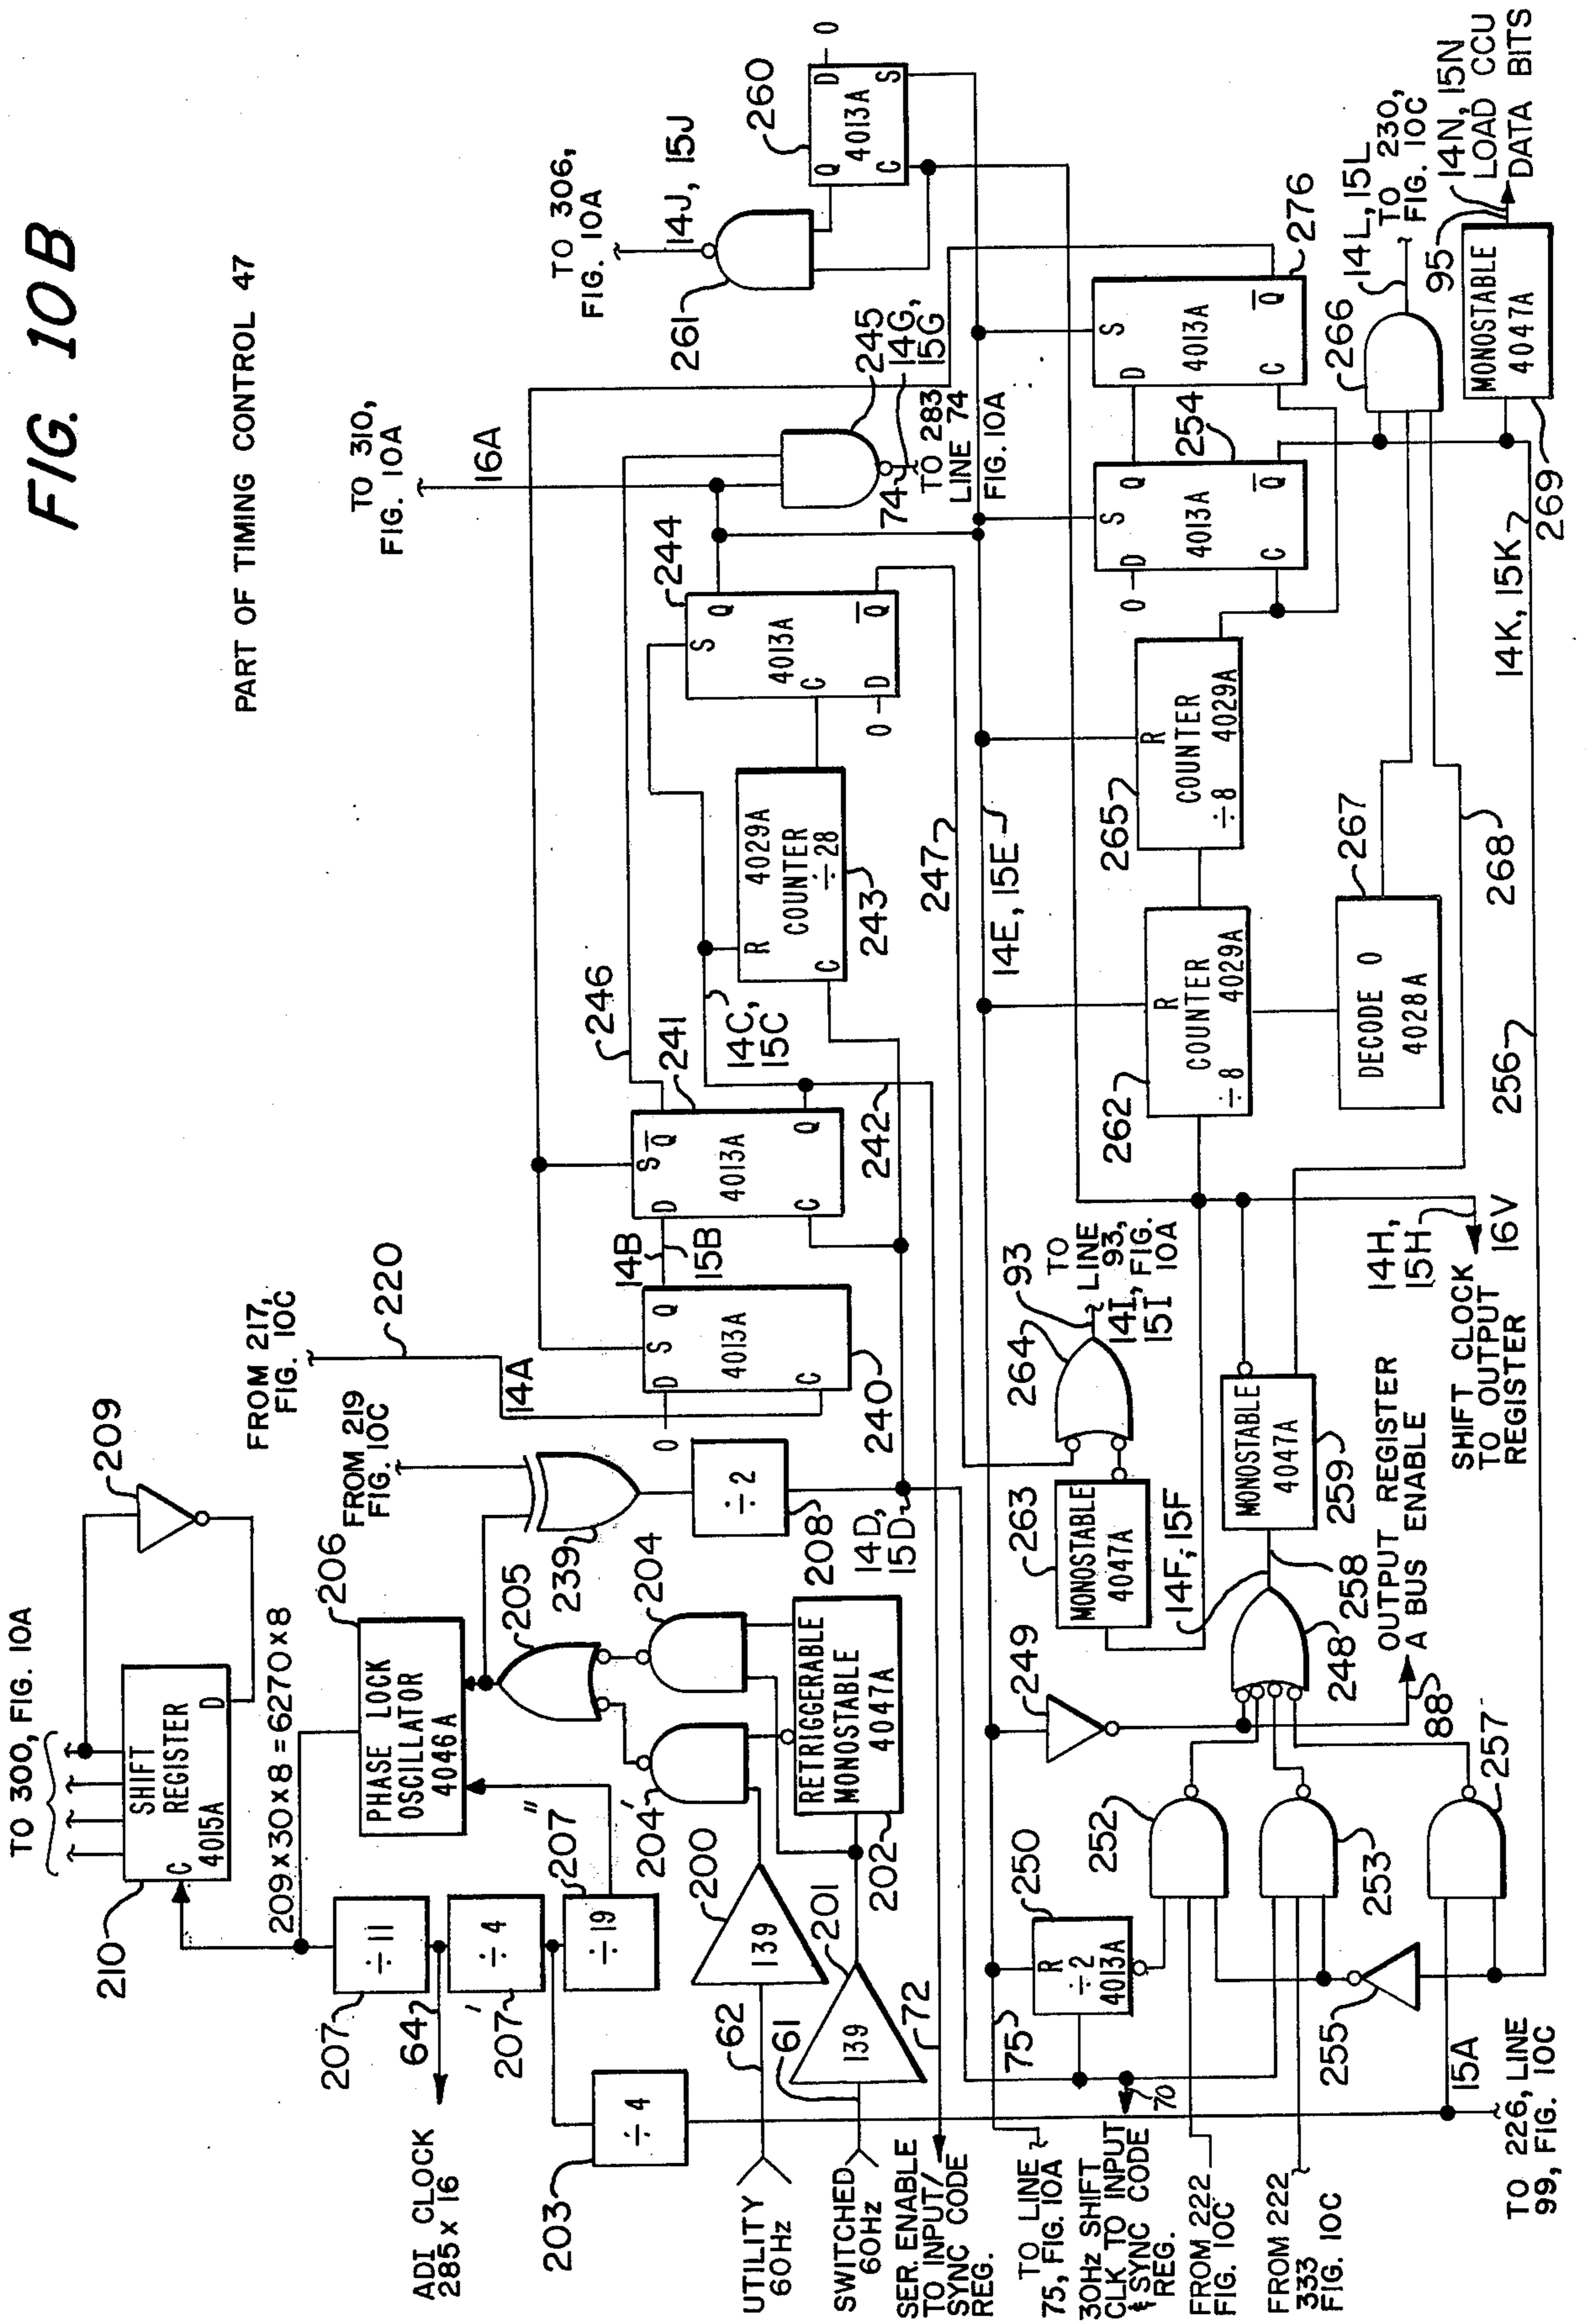 FIG. 10B
PART OF TIMING CONTROL 47
TO 300, FIG. 10A
SHIFT
REGISTER
4015A
C
D
210
209
209x30x8=6270x8
÷11
207
647
ADI CLOCK
285x16
÷4
207'
÷19
207"
÷4
203
PHASE LOCK
OSCILLATOR
4046A
206
205
204
204'
RETRIGGERABLE
MONOSTABLE
4047A
202
139
200
139
201
62
61
UTILITY
60Hz
SWITCHED
60Hz
72
SER. ENABLE
TO INPUT/
SYNC CODE
REG.
FROM 219
FIG. 10C
239
÷2
208
14D,
15D
FROM 217,
FIG. 10C
220
14A
0
D
S
Q
4013A
C
240
14B
15B
D
S
Q
4013A
C
Q
241
242
246
14C,
15C
R
4029A
COUNTER
÷28
C
243
S
Q
4013A
C
Q
D
0
244
247
TO 310,
FIG. 10A
16A
245
14G,
15G
74
TO 283
LINE 74
FIG. 10A
TO 306,
FIG. 10A
14J, 15J
261
260
Q
D
0
4013A
C
S
TO LINE
75, FIG. 10A
75
30Hz SHIFT
CLK TO INPUT
& SYNC CODE
REG.
70
FROM 222
FIG. 10C
FROM 222
333
FIG. 10C
R
÷2
4013A
250
249
252
253
255
257
15A
TO 226, LINE
99, FIG. 10C
88
OUTPUT REGISTER
A BUS ENABLE
248
258
14F, 15F
MONOSTABLE
4047A
263
264
93
TO
LINE
93,
14I, FIG.
15I 10A
MONOSTABLE
4047A
259
14H,
15H
SHIFT CLOCK
TO OUTPUT
REGISTER
16V
14E, 15E
R
COUNTER
÷8 4029A
262
R
COUNTER
÷8 4029A
265
DECODE 0
4028A
267
268
256
14K, 15K
0
D
S
Q
4013A
C
Q
254
D
S
4013A
C
Q
276
266
14L, 15L
TO 230,
FIG. 10C
MONOSTABLE
4047A
269
95
14N, 15N
LOAD CCU
DATA BITS